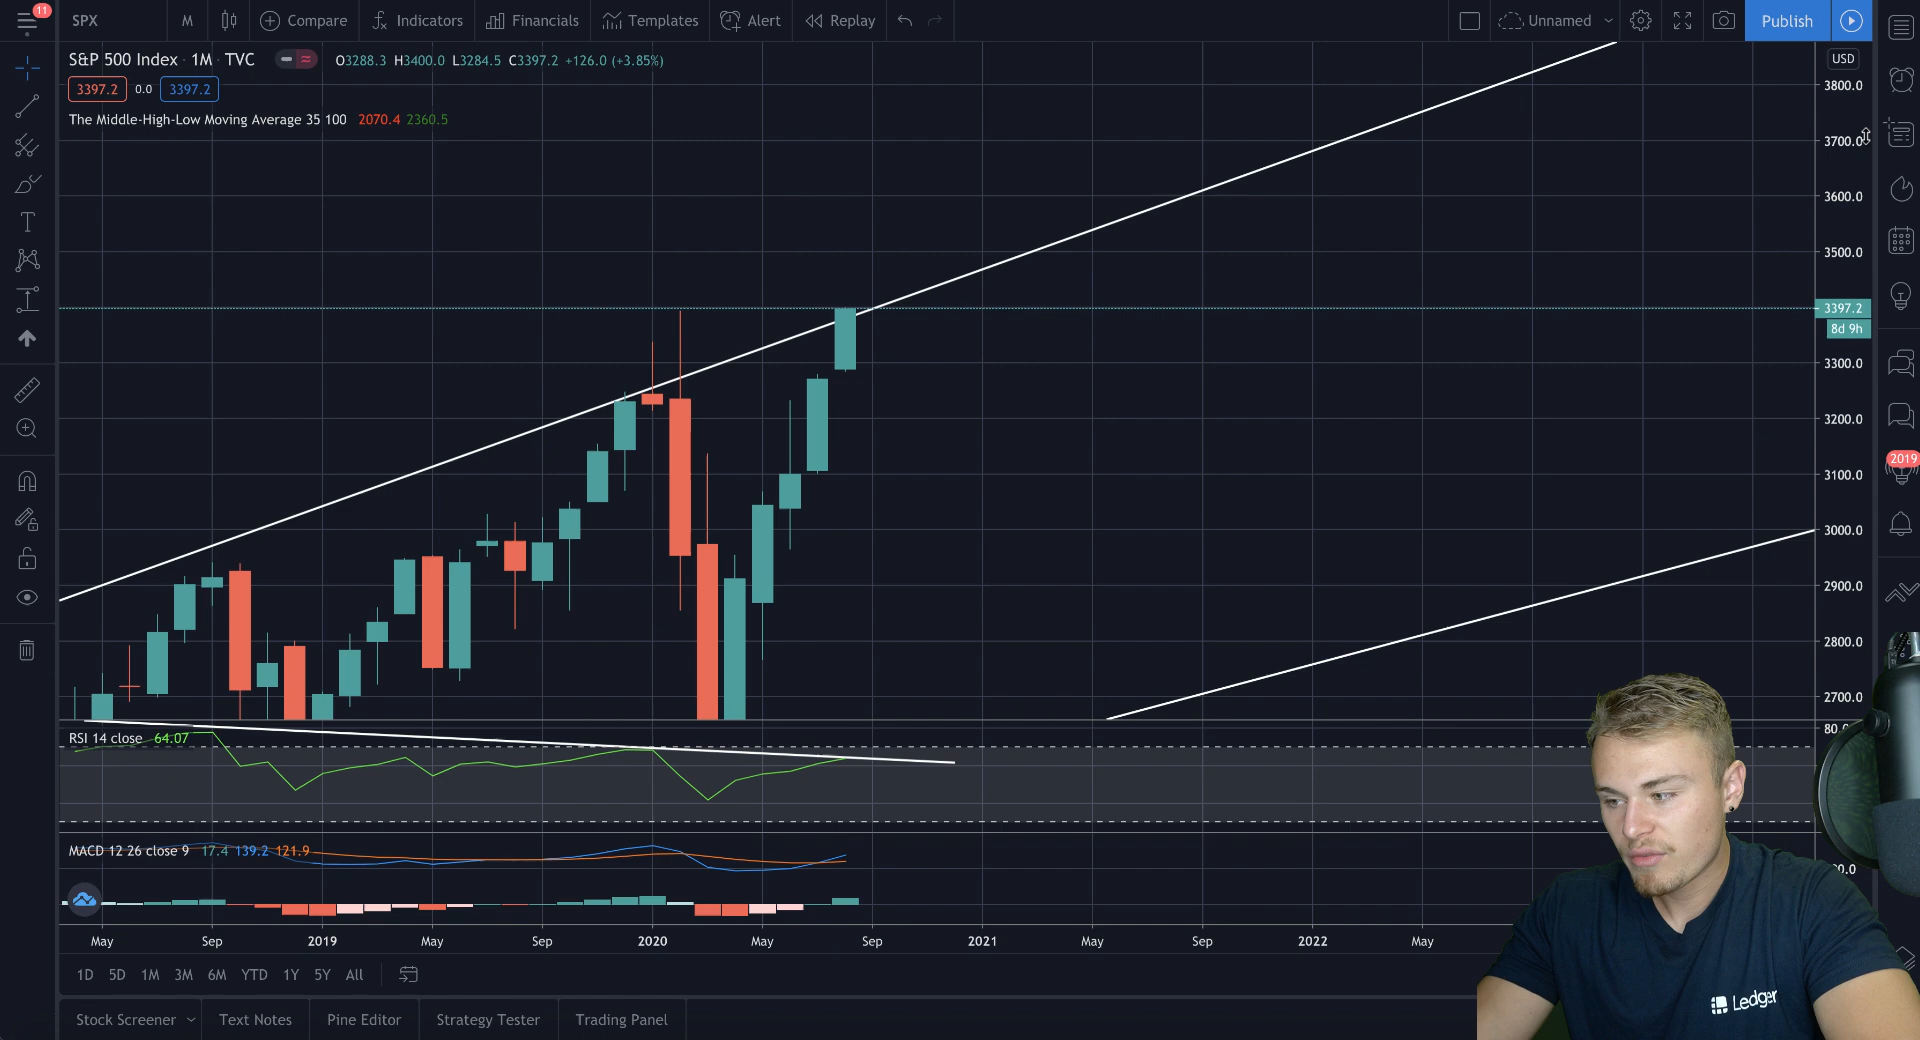 11
SPX
M
Compare
Indicators
Financials
Templates
Alert
Replay
Unnamed
Publish
S&P 500 Index · 1M · TVC
O3288.3 H3400.0 L3284.5 C3397.2 +126.0 (+3.85%)
USD
3397.2 0.0 3397.2
The Middle-High-Low Moving Average 35 100 2070.4 2360.5
3800.0
3700.0
3600.0
3500.0
3397.2
8d 9h
3300.0
3200.0
3100.0
2019
3000.0
2900.0
2800.0
2700.0
RSI 14 close 64.07
MACD 12 26 close 9 17.4 139.2 121.9
May Sep 2019 May Sep 2020 May Sep 2021 May Sep 2022 May
1D 5D 1M 3M 6M YTD 1Y 5Y All
Ledger
Stock Screener Text Notes Pine Editor Strategy Tester Trading Panel